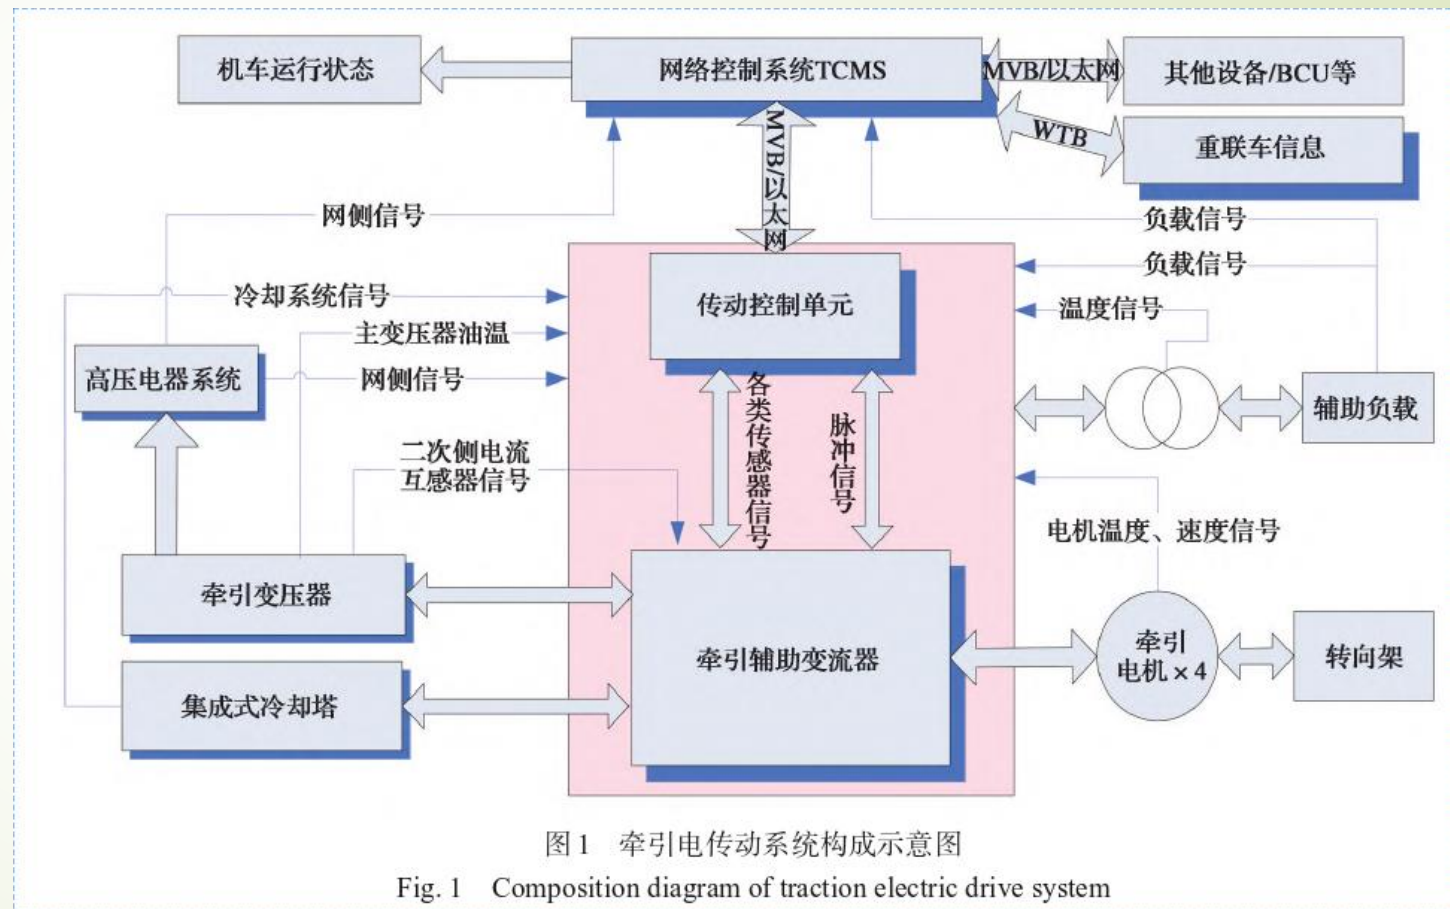 机车运行状态
网络控制系统TCMS
MVB/以太网
其他设备/BCU等
WTB
重联车信息
MVB/以太网
网侧信号
负载信号
负载信号
冷却系统信号
传动控制单元
温度信号
主变压器油温
高压电器系统
网侧信号
各类传感器信号
脉冲信号
辅助负载
二次侧电流
互感器信号
电机温度、速度信号
牵引变压器
牵引辅助变流器
牵引
电机×4
转向架
集成式冷却塔
图1 牵引电传动系统构成示意图
Fig. 1 Composition diagram of traction electric drive system